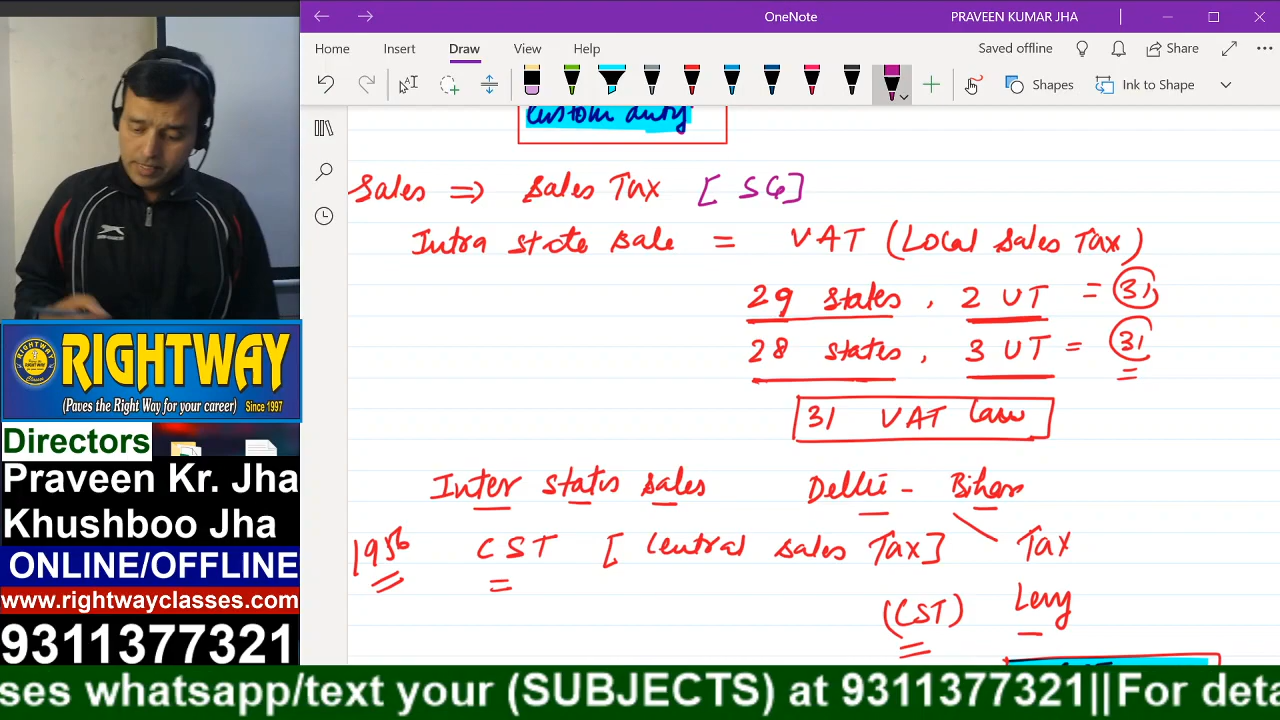 OneNote
PRAVEEN KUMAR JHA
Home Insert Draw View Help
Saved offline
Share
Shapes
Ink to Shape
Custom duty
Sales ⇒ Sales Tax [SG]
Intra state sale = VAT (Local Sales Tax)
29 states, 2 UT = 31
28 states, 3 UT = 31
31 VAT Law
Inter status sales Delhi - Bihar
1956 CST [Central Sales Tax] Tax
(CST) Levy
RIGHTWAY
(Paves the Right Way for your career) Since 1997
Directors
Praveen Kr. Jha
Khushboo Jha
ONLINE/OFFLINE
www.rightwayclasses.com
9311377321
ses whatsapp/text your (SUBJECTS) at 9311377321||For deta